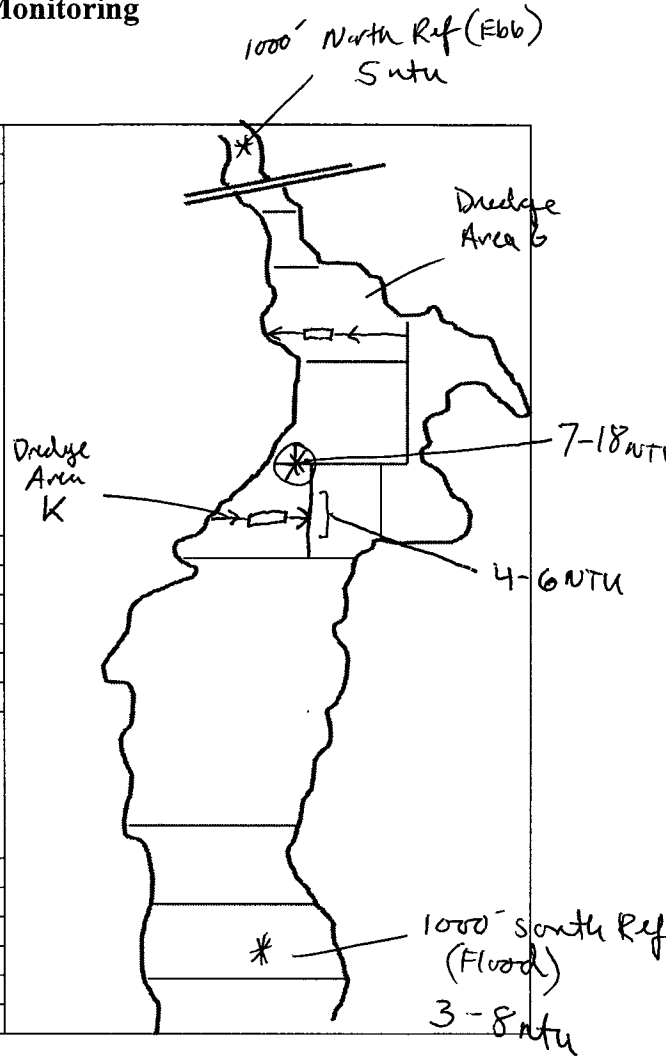 Monitoring
1000' North Ref (Ebb)
5 ntu
Dredge
Area G
7-18 NTU
Dredge
Area
K
4-6 NTU
1000' south Ref
(Flood)
3-8 ntu